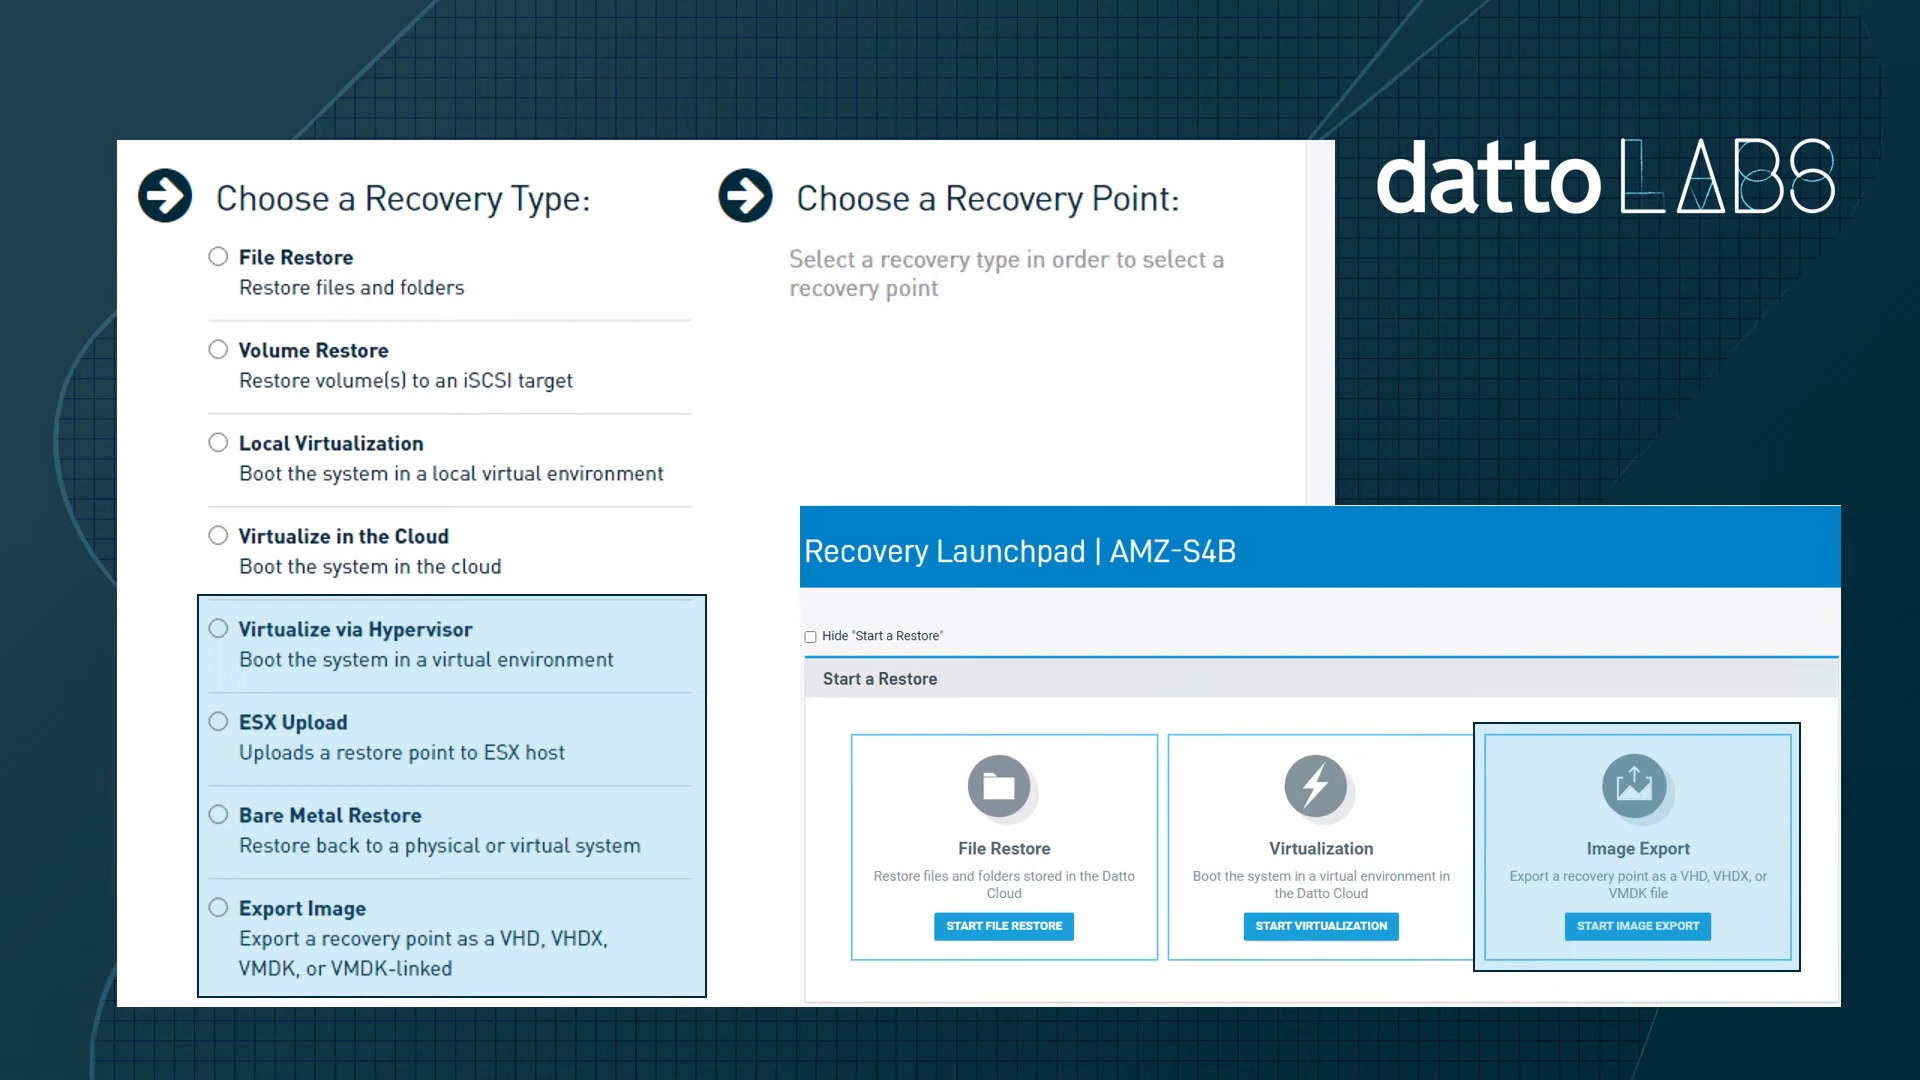 datto LABS
Choose a Recovery Type:
File Restore
Restore files and folders
Volume Restore
Restore volume(s) to an iSCSI target
Local Virtualization
Boot the system in a local virtual environment
Virtualize in the Cloud
Boot the system in the cloud
Virtualize via Hypervisor
Boot the system in a virtual environment
ESX Upload
Uploads a restore point to ESX host
Bare Metal Restore
Restore back to a physical or virtual system
Export Image
Export a recovery point as a VHD, VHDX,
VMDK, or VMDK-linked
Choose a Recovery Point:
Select a recovery type in order to select a
recovery point
Recovery Launchpad | AMZ-S4B
Hide "Start a Restore"
Start a Restore
File Restore
Restore files and folders stored in the Datto
Cloud
START FILE RESTORE
Virtualization
Boot the system in a virtual environment in
the Datto Cloud
START VIRTUALIZATION
Image Export
Export a recovery point as a VHD, VHDX, or
VMDK file
START IMAGE EXPORT